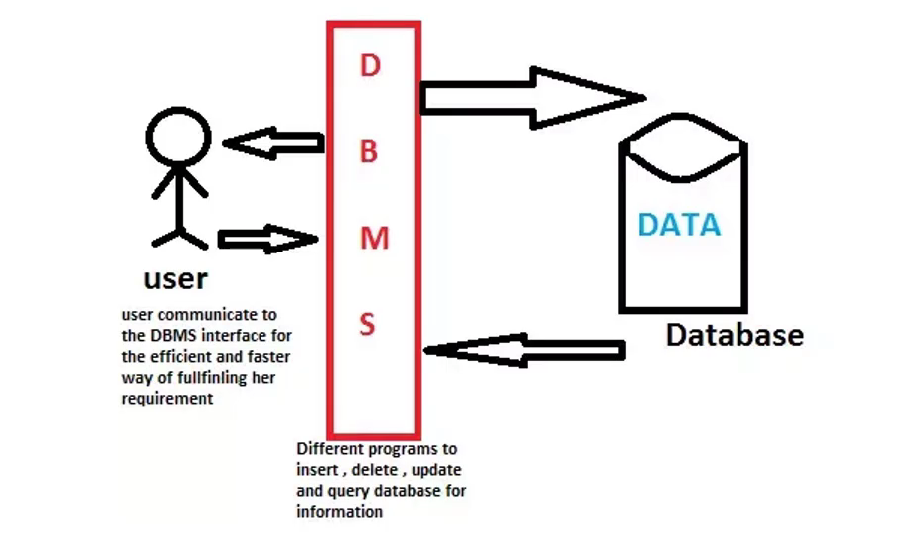 D
B
M
S
DATA
user
Database
user communicate to
the DBMS interface for
the efficient and faster
way of fullfinling her
requirement
Different programs to
insert , delete , update
and query database for
information